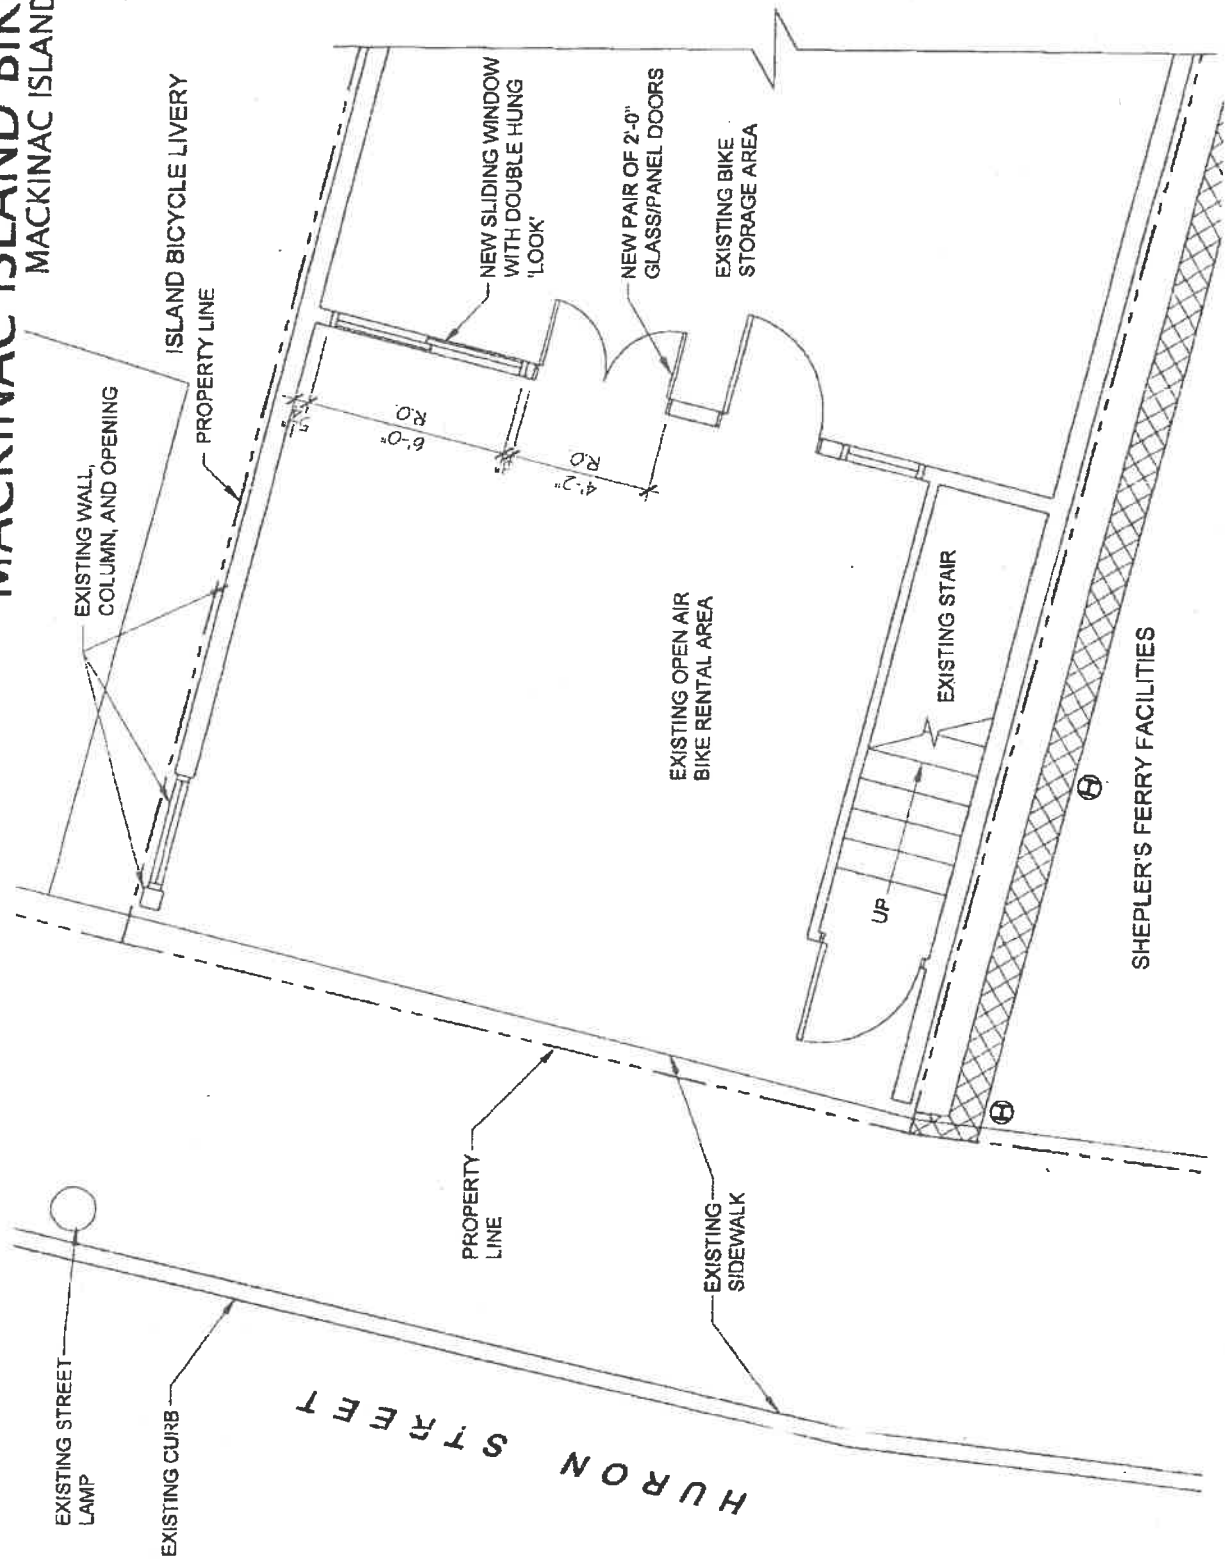 MACKINAC ISLAND
ISLAND BICYCLE LIVERY
PROPERTY LINE
EXISTING WALL,
COLUMN, AND OPENING
NEW SLIDING WINDOW
WITH DOUBLE HUNG
'LOOK'
NEW PAIR OF 2'-0"
GLASS/PANEL DOORS
EXISTING BIKE
STORAGE AREA
6'-0"
R.O.
4'-2"
R.O.
EXISTING OPEN AIR
BIKE RENTAL AREA
EXISTING STAIR
UP
SHEPLER'S FERRY FACILITIES
H
H
PROPERTY
LINE
EXISTING
SIDEWALK
EXISTING STREET
LAMP
EXISTING CURB
HURON STREET